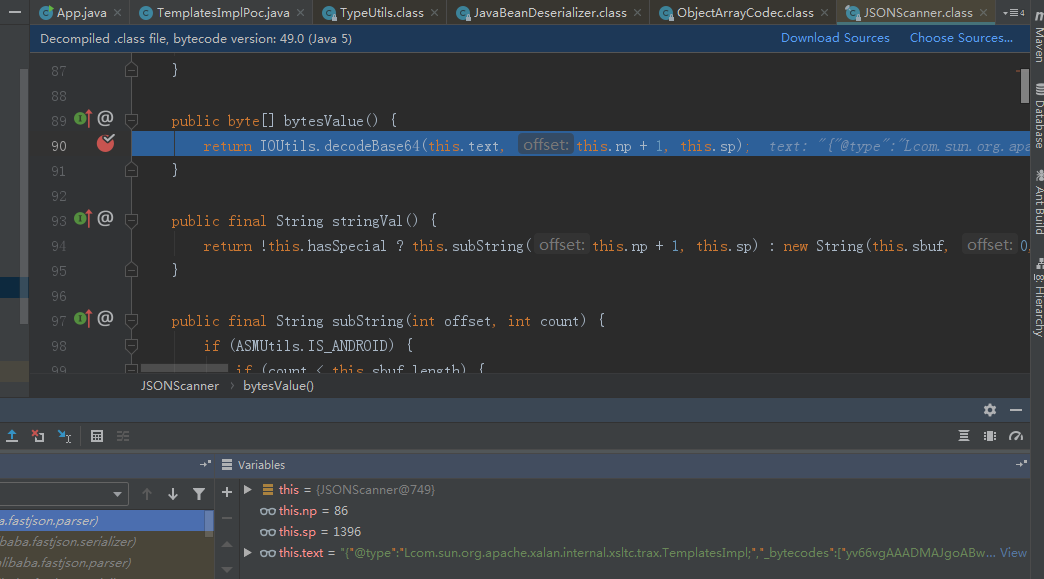 App.java TemplatesImplPoc.java TypeUtils.class JavaBeanDeserializer.class ObjectArrayCodec.class JSONScanner.class 4
Decompiled .class file, bytecode version: 49.0 (Java 5) Download Sources Choose Sources...
87 }
88
89 @ public byte[] bytesValue() {
90 return IOUtils.decodeBase64(this.text, offset: this.np + 1, this.sp); text: "{"@type":"Lcom.sun.org.apa
91 }
92
93 @ public final String stringVal() {
94 return !this.hasSpecial ? this.subString( offset: this.np + 1, this.sp) : new String(this.sbuf, offset: 0,
95 }
96
97 @ public final String subString(int offset, int count) {
98 if (ASMUtils.IS_ANDROID) {
99 if (count < this.sbuf.length) {
JSONScanner › bytesValue()
Maven
Database
Ant Build
Hierarchy
Variables
this = {JSONScanner@749}
this.np = 86
this.sp = 1396
this.text = "{"@type":"Lcom.sun.org.apache.xalan.internal.xsltc.trax.TemplatesImpl;","_bytecodes":["yv66vgAAADMAJgoABw... View
a.fastjson.parser)
baba.fastjson.serializer)
libaba.fastjson.parser)